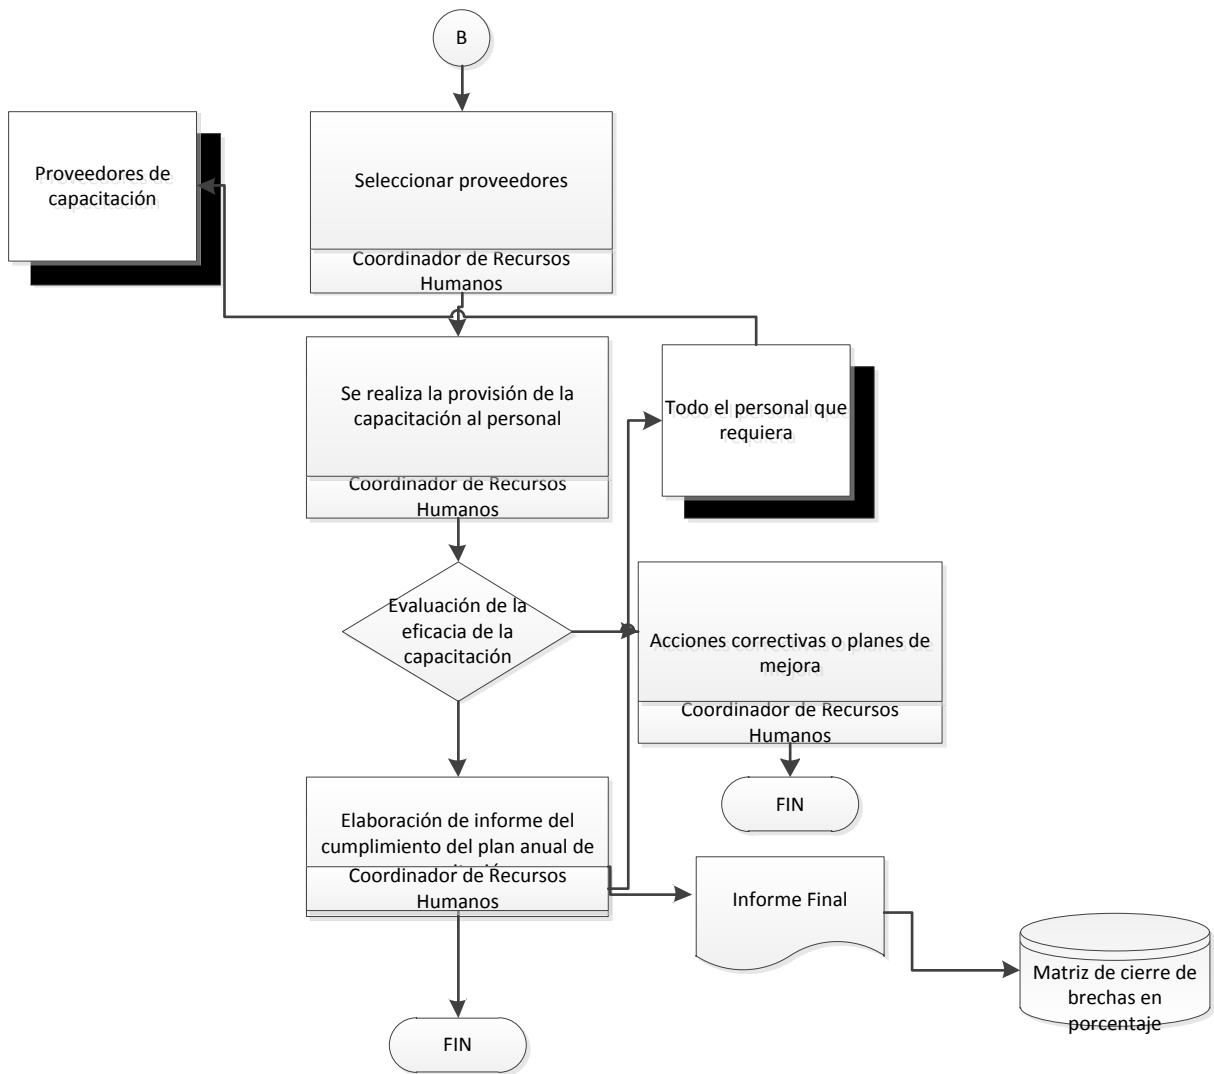 B
Proveedores de
capacitación
Seleccionar proveedores
Coordinador de Recursos
Humanos
Se realiza la provisión de la
capacitación al personal
Coordinador de Recursos
Humanos
Todo el personal que
requiera
Evaluación de la
eficacia de la
capacitación
Acciones correctivas o planes de
mejora
Coordinador de Recursos
Humanos
FIN
Elaboración de informe del
cumplimiento del plan anual de
Coordinador de Recursos
Humanos
Informe Final
Matriz de cierre de
brechas en
porcentaje
FIN